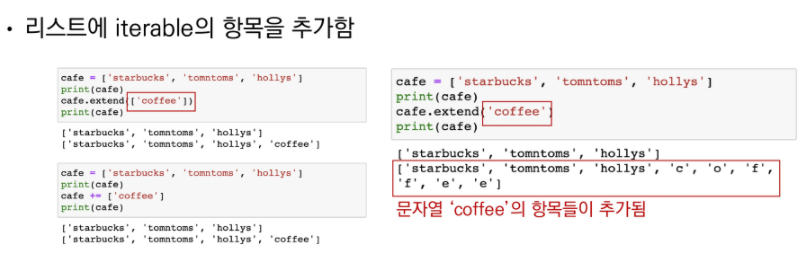 • 리스트에 iterable의 항목을 추가함
cafe = ['starbucks', 'tomntoms', 'hollys']
print(cafe)
cafe.extend(['coffee'])
print(cafe)
['starbucks', 'tomntoms', 'hollys']
['starbucks', 'tomntoms', 'hollys', 'coffee']
cafe = ['starbucks', 'tomntoms', 'hollys']
print(cafe)
cafe += ['coffee']
print(cafe)
['starbucks', 'tomntoms', 'hollys']
['starbucks', 'tomntoms', 'hollys', 'coffee']
cafe = ['starbucks', 'tomntoms', 'hollys']
print(cafe)
cafe.extend('coffee')
print(cafe)
['starbucks', 'tomntoms', 'hollys']
['starbucks', 'tomntoms', 'hollys', 'c', 'o', 'f',
'f', 'e', 'e']
문자열 ‘coffee’의 항목들이 추가됨